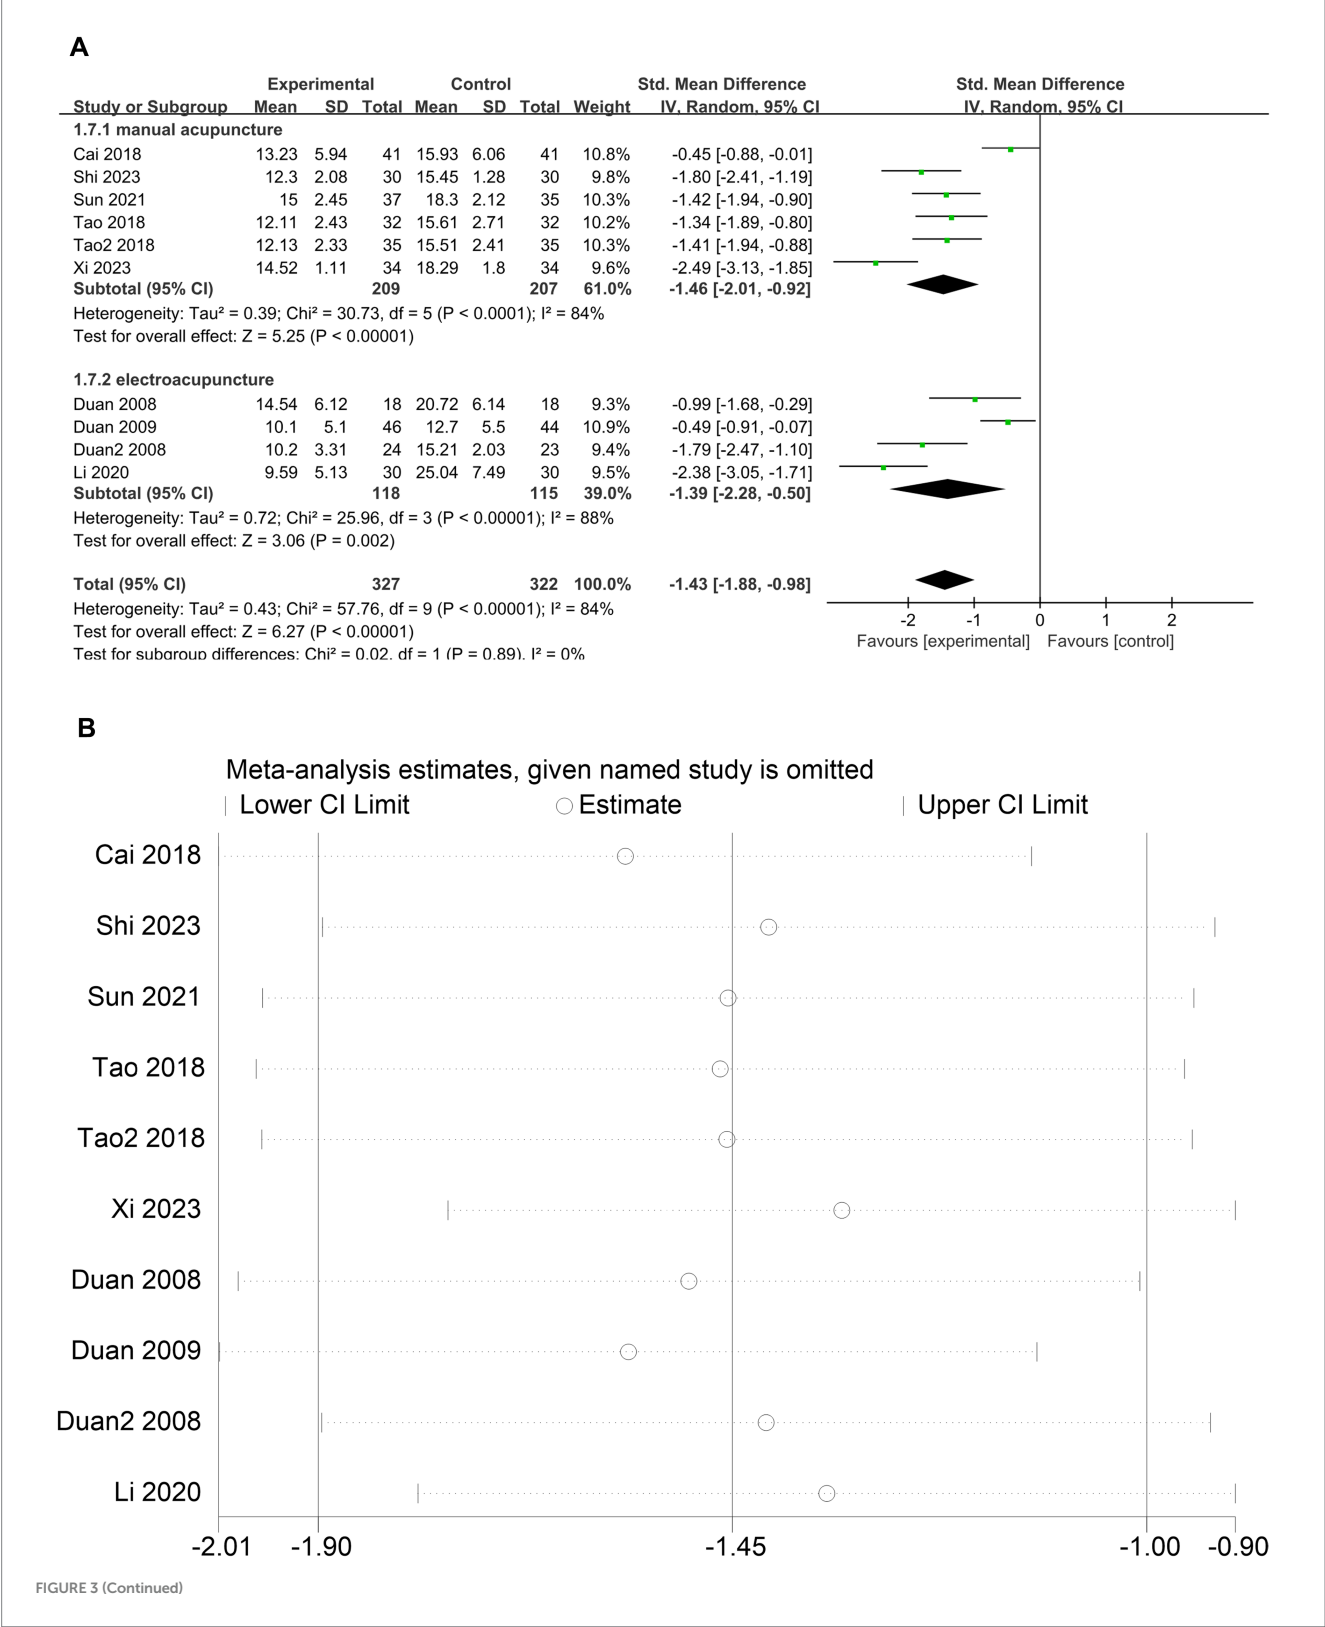 A
Experimental Control Std. Mean Difference Std. Mean Difference
Study or Subgroup Mean SD Total Mean SD Total Weight IV, Random, 95% CI IV, Random, 95% CI
1.7.1 manual acupuncture
Cai 2018 13.23 5.94 41 15.93 6.06 41 10.8% -0.45 [-0.88, -0.01]
Shi 2023 12.3 2.08 30 15.45 1.28 30 9.8% -1.80 [-2.41, -1.19]
Sun 2021 15 2.45 37 18.3 2.12 35 10.3% -1.42 [-1.94, -0.90]
Tao 2018 12.11 2.43 32 15.61 2.71 32 10.2% -1.34 [-1.89, -0.80]
Tao2 2018 12.13 2.33 35 15.51 2.41 35 10.3% -1.41 [-1.94, -0.88]
Xi 2023 14.52 1.11 34 18.29 1.8 34 9.6% -2.49 [-3.13, -1.85]
Subtotal (95% CI) 209 207 61.0% -1.46 [-2.01, -0.92]
Heterogeneity: Tau² = 0.39; Chi² = 30.73, df = 5 (P < 0.0001); I² = 84%
Test for overall effect: Z = 5.25 (P < 0.00001)
1.7.2 electroacupuncture
Duan 2008 14.54 6.12 18 20.72 6.14 18 9.3% -0.99 [-1.68, -0.29]
Duan 2009 10.1 5.1 46 12.7 5.5 44 10.9% -0.49 [-0.91, -0.07]
Duan2 2008 10.2 3.31 24 15.21 2.03 23 9.4% -1.79 [-2.47, -1.10]
Li 2020 9.59 5.13 30 25.04 7.49 30 9.5% -2.38 [-3.05, -1.71]
Subtotal (95% CI) 118 115 39.0% -1.39 [-2.28, -0.50]
Heterogeneity: Tau² = 0.72; Chi² = 25.96, df = 3 (P < 0.00001); I² = 88%
Test for overall effect: Z = 3.06 (P = 0.002)
Total (95% CI) 327 322 100.0% -1.43 [-1.88, -0.98]
Heterogeneity: Tau² = 0.43; Chi² = 57.76, df = 9 (P < 0.00001); I² = 84%
Test for overall effect: Z = 6.27 (P < 0.00001)
Test for subgroup differences: Chi² = 0.02, df = 1 (P = 0.89), I² = 0%
-2 -1 0 1 2
Favours [experimental] Favours [control]
B
Meta-analysis estimates, given named study is omitted
Lower CI Limit Estimate Upper CI Limit
Cai 2018
Shi 2023
Sun 2021
Tao 2018
Tao2 2018
Xi 2023
Duan 2008
Duan 2009
Duan2 2008
Li 2020
-2.01 -1.90 -1.45 -1.00 -0.90
FIGURE 3 (Continued)